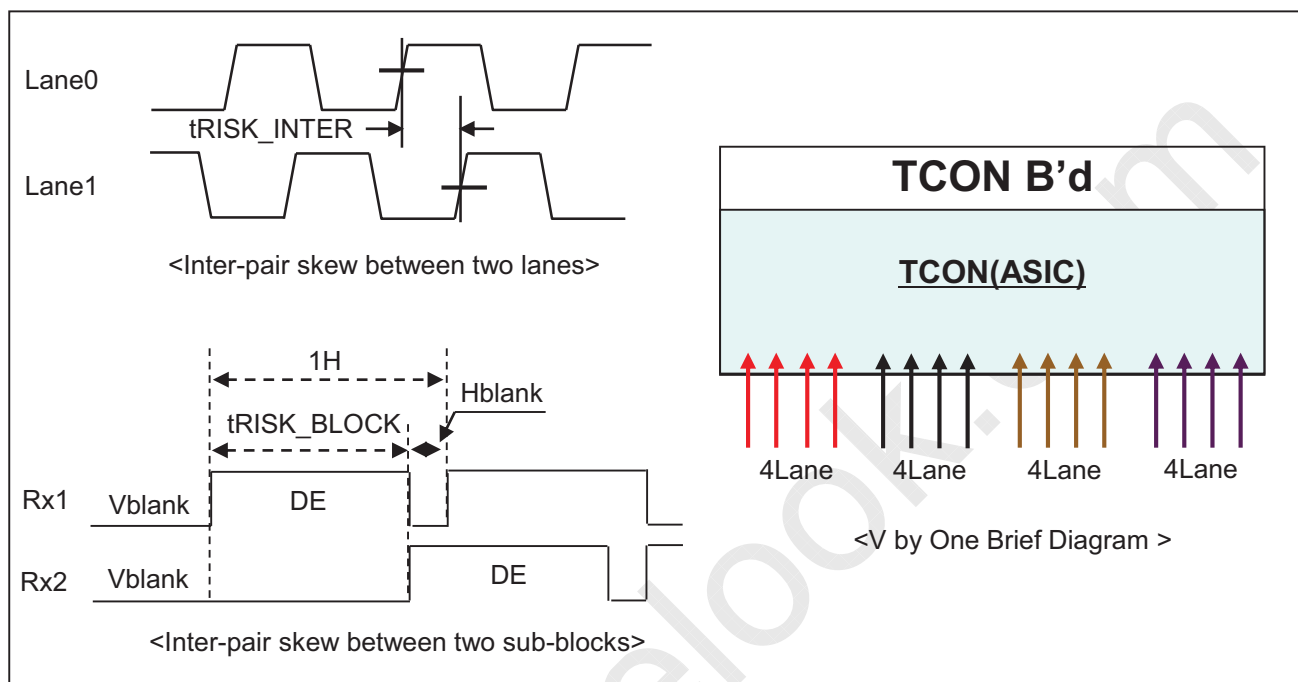 Lane0
tRISK_INTER
Lane1
<Inter-pair skew between two lanes>
1H
Hblank
tRISK_BLOCK
Rx1
Vblank
DE
Rx2
Vblank
DE
<Inter-pair skew between two sub-blocks>
TCON B’d
TCON(ASIC)
4Lane
4Lane
4Lane
4Lane
<V by One Brief Diagram >